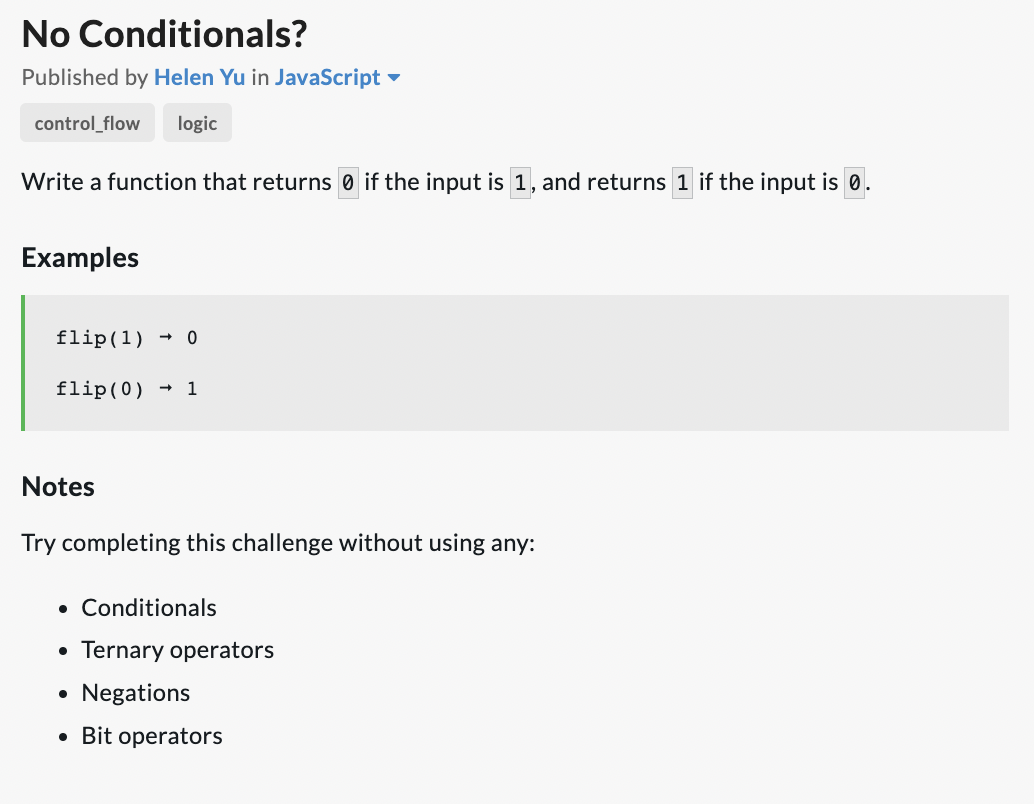 No Conditionals?
Published by Helen Yu in JavaScript
control_flow logic
Write a function that returns 0 if the input is 1, and returns 1 if the input is 0.
Examples
flip(1) → 0
flip(0) → 1
Notes
Try completing this challenge without using any:
• Conditionals
• Ternary operators
• Negations
• Bit operators